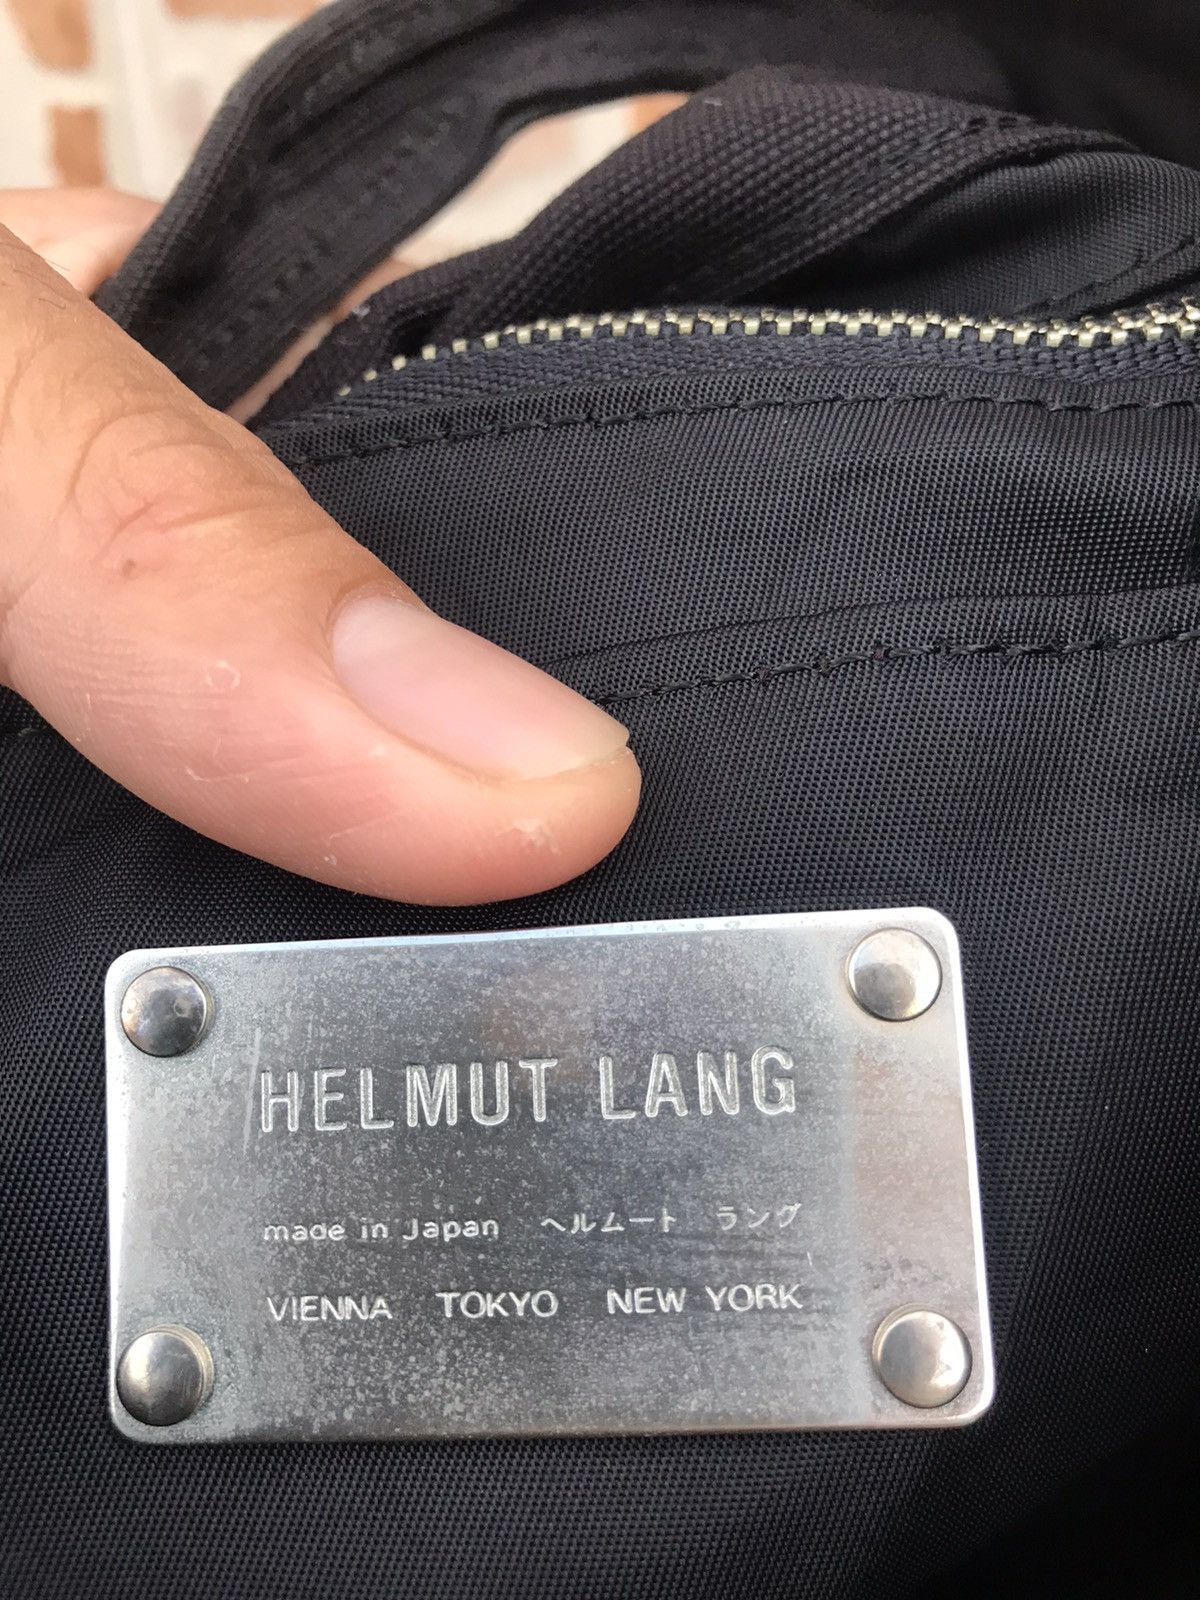 HELMUT LANG
made in Japan ヘルムート ラング
VIENNA TOKYO NEW YORK